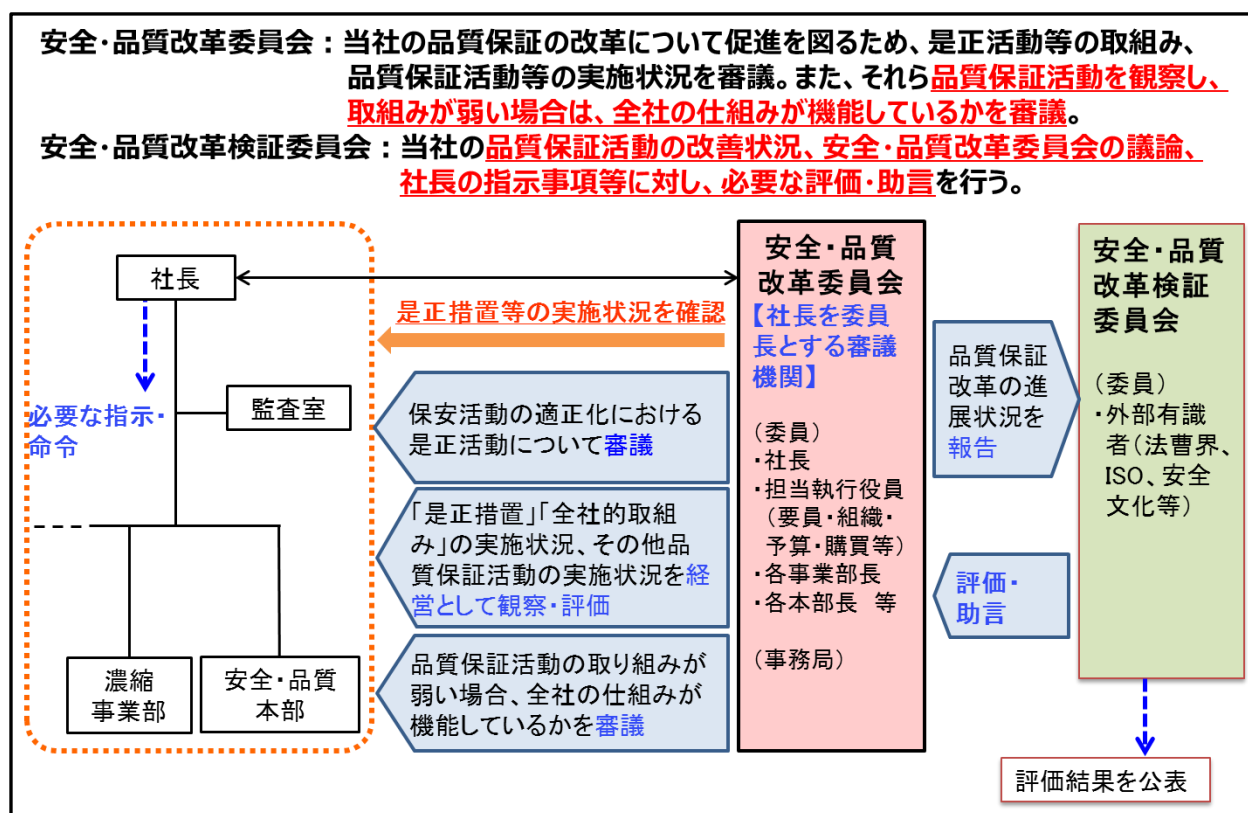 安全・品質改革委員会：当社の品質保証の改革について促進を図るため、是正活動等の取組み、
品質保証活動等の実施状況を審議。また、それら品質保証活動を観察し、
取組みが弱い場合は、全社の仕組みが機能しているかを審議。
安全・品質改革検証委員会：当社の品質保証活動の改善状況、安全・品質改革委員会の議論、
社長の指示事項等に対し、必要な評価・助言を行う。
社長
必要な指示・
命令
監査室
濃縮
事業部
安全・品質
本部
是正措置等の実施状況を確認
保安活動の適正化における
是正活動について審議
「是正措置」「全社的取組
み」の実施状況、その他品
質保証活動の実施状況を経
営として観察・評価
品質保証活動の取り組みが
弱い場合、全社の仕組みが
機能しているかを審議
安全・品質
改革委員会
【社長を委員
長とする審議
機関】
（委員）
・社長
・担当執行役員
（要員・組織・
予算・購買等）
・各事業部長
・各本部長 等
（事務局）
品質保証
改革の進
展状況を
報告
評価・
助言
安全・品質
改革検証
委員会
（委員）
・外部有識
者（法曹界、
ISO、安全
文化等）
評価結果を公表